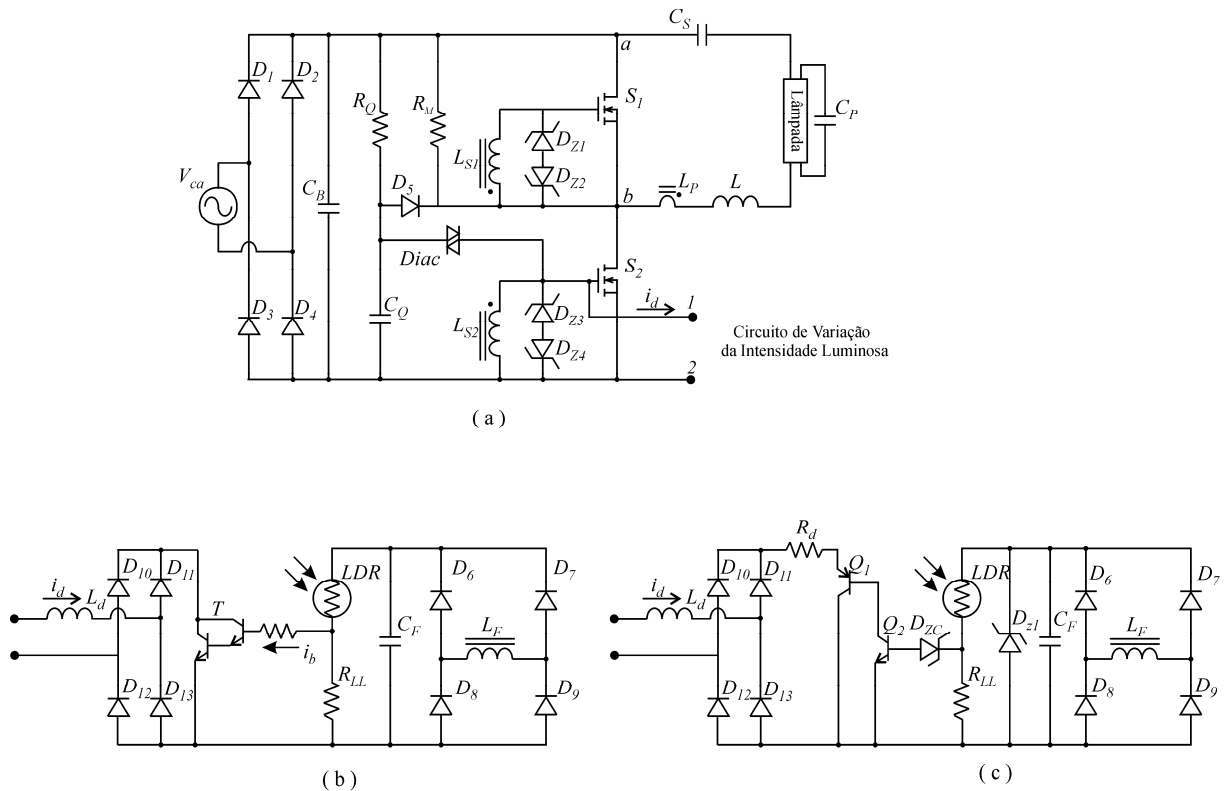 C_S
a
D_1
D_2
R_Q
R_M
S_1
L_S1
D_Z1
D_Z2
Lâmpada
C_P
V_ca
C_B
D_5
b
L_P
L
Diac
S_2
i_d
1
D_3
D_4
C_Q
L_S2
D_Z3
D_Z4
2
Circuito de Variação
da Intensidade Luminosa
( a )
i_d
L_d
D_10
D_11
T
i_b
LDR
R_LL
C_F
D_6
D_7
L_F
D_8
D_9
D_12
D_13
( b )
i_d
L_d
D_10
D_11
R_d
Q_1
Q_2
D_ZC
LDR
R_LL
D_z1
C_F
D_6
D_7
L_F
D_8
D_9
D_12
D_13
( c )